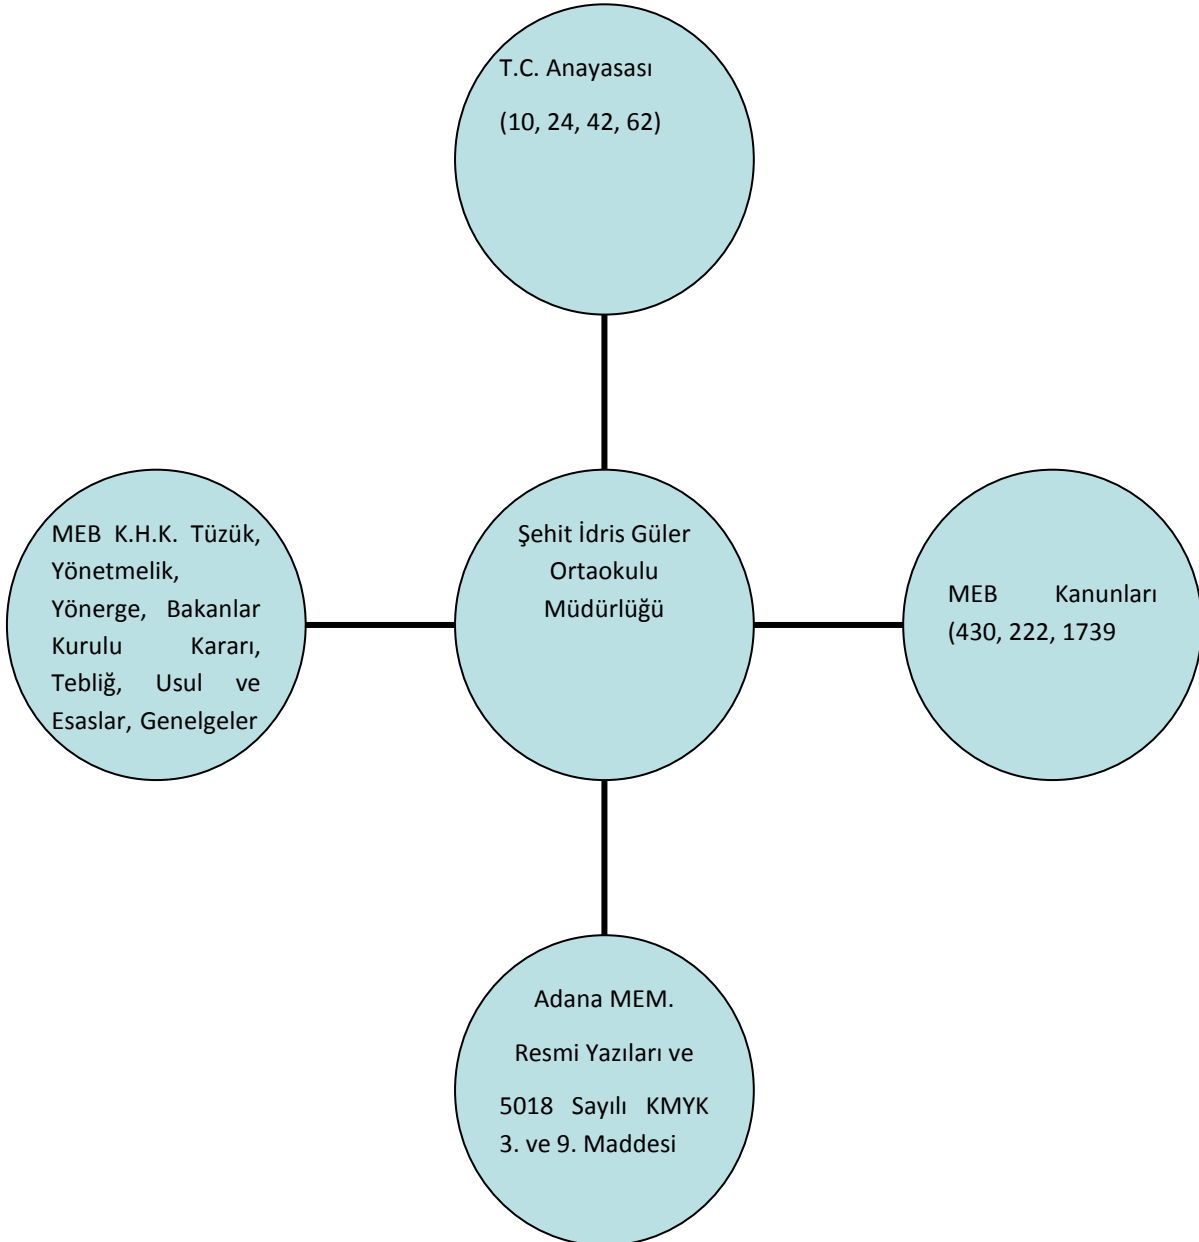 T.C. Anayasası
(10, 24, 42, 62)
MEB K.H.K. Tüzük,
Yönetmelik,
Yönerge, Bakanlar
Kurulu Kararı,
Tebliğ, Usul ve
Esaslar, Genelgeler
Şehit İdris Güler
Ortaokulu
Müdürlüğü
MEB Kanunları
(430, 222, 1739
Adana MEM.
Resmi Yazıları ve
5018 Sayılı KMYK
3. ve 9. Maddesi